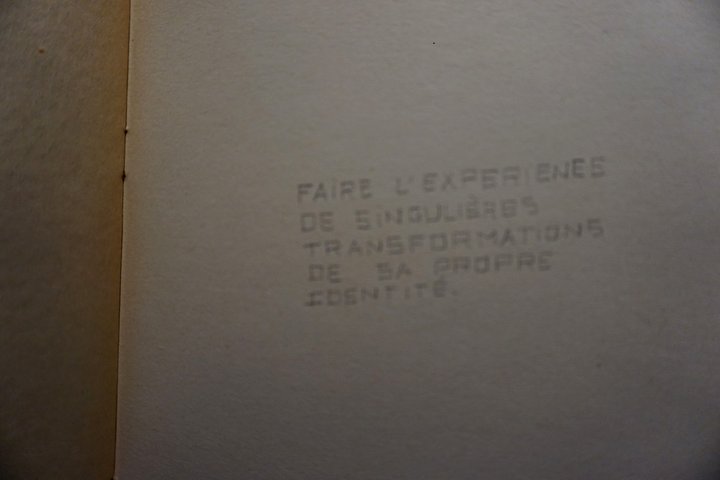 FAIRE L'EXPERIENES
DE SINGULIÈRES
TRANSFORMATIONS
DE SA PROPRE
IDENTITÉ.